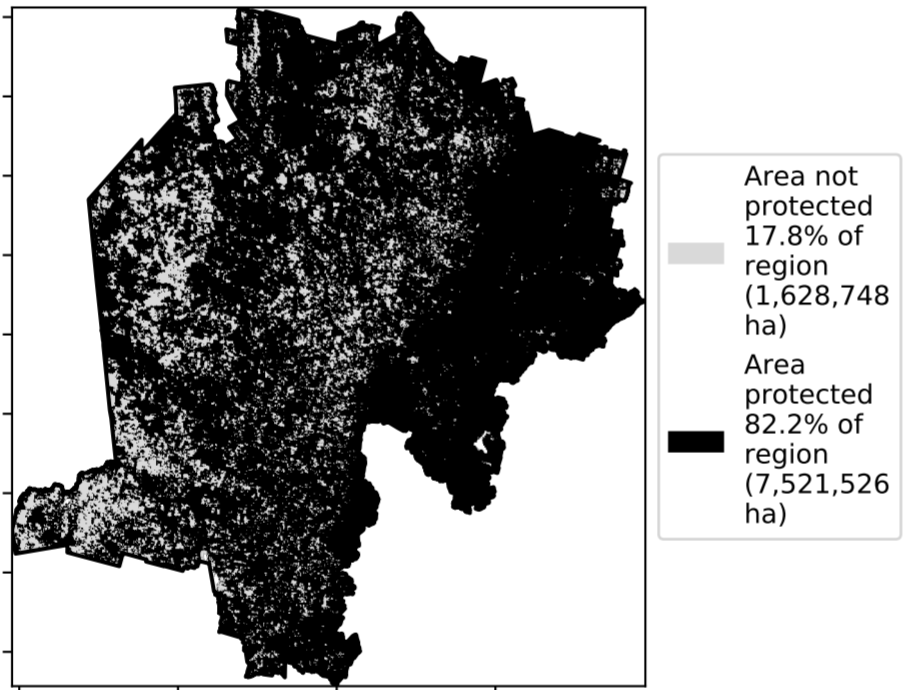 Area not
protected
17.8% of
region
(1,628,748
ha)
Area
protected
82.2% of
region
(7,521,526
ha)